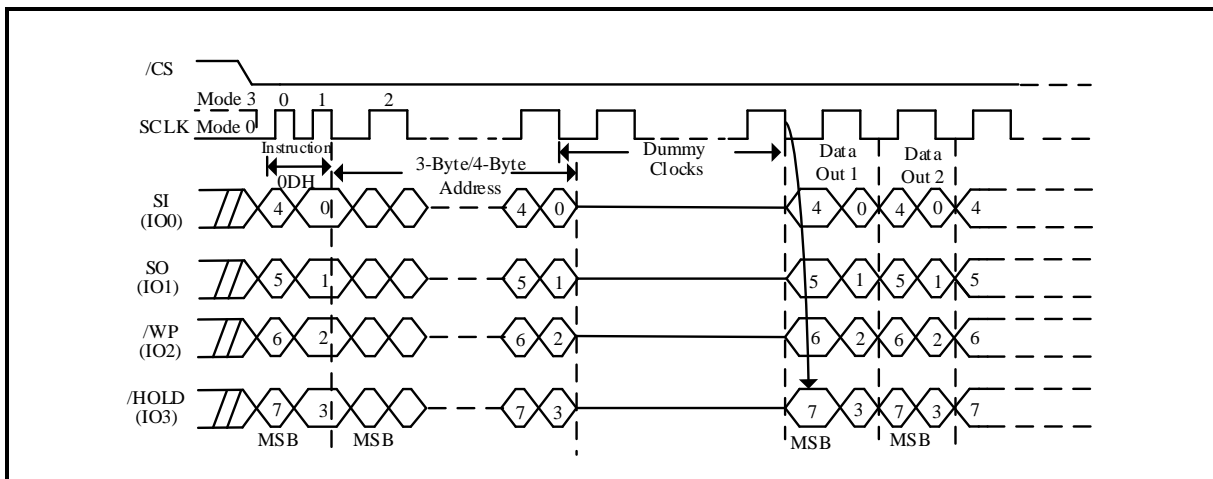 /CS
Mode 3 0 1 2
SCLK Mode 0
Instruction
0DH
3-Byte/4-Byte
Address
Dummy
Clocks
Data
Out 1
Data
Out 2
SI
(IO0)
4 0 4 0 4 0 4 0 4
SO
(IO1)
5 1 5 1 5 1 5 1 5
/WP
(IO2)
6 2 6 2 6 2 6 2 6
/HOLD
(IO3)
7 3 7 3 7 3 7 3 7
MSB MSB MSB MSB